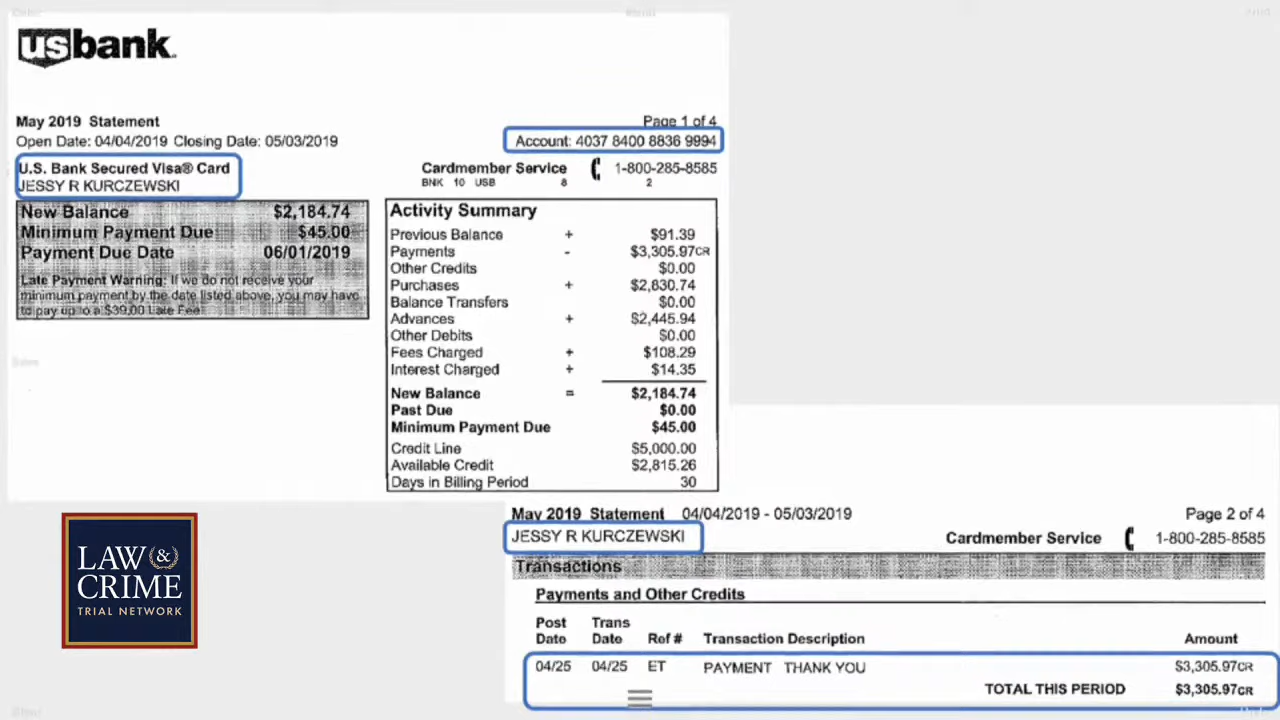 usbank
May 2019 Statement
Page 1 of 4
Open Date: 04/04/2019 Closing Date: 05/03/2019
Account: 4037 8400 8836 9994
U.S. Bank Secured Visa® Card
JESSY R KURCZEWSKI
Cardmember Service 1-800-285-8585
BNK 10 USB 8 2
New Balance $2,184.74
Minimum Payment Due $45.00
Payment Due Date 06/01/2019
Late Payment Warning: If we do not receive your
minimum payment by the date listed above, you may have
to pay up to a $39.00 Late Fee
Activity Summary
Previous Balance + $91.39
Payments - $3,305.97CR
Other Credits $0.00
Purchases + $2,830.74
Balance Transfers $0.00
Advances + $2,445.94
Other Debits $0.00
Fees Charged + $108.29
Interest Charged + $14.35
New Balance = $2,184.74
Past Due $0.00
Minimum Payment Due $45.00
Credit Line $5,000.00
Available Credit $2,815.26
Days in Billing Period 30
LAW &
CRIME
TRIAL NETWORK
May 2019 Statement 04/04/2019 - 05/03/2019 Page 2 of 4
JESSY R KURCZEWSKI
Cardmember Service 1-800-285-8585
Transactions
Payments and Other Credits
Post Trans
Date Date Ref # Transaction Description Amount
04/25 04/25 ET PAYMENT THANK YOU $3,305.97CR
TOTAL THIS PERIOD $3,305.97CR